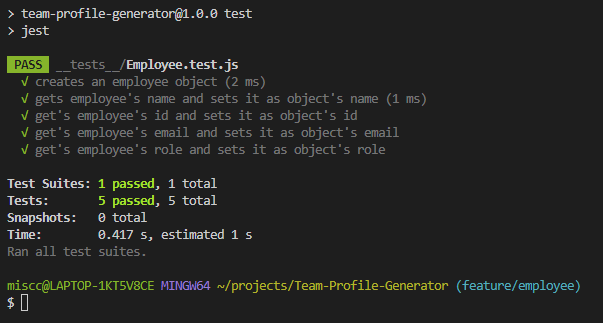 > team-profile-generator@1.0.0 test
> jest
PASS __tests__/Employee.test.js
√ creates an employee object (2 ms)
√ gets employee's name and sets it as object's name (1 ms)
√ get's employee's id and sets it as object's id
√ get's employee's email and sets it as object's email
√ get's employee's role and sets it as object's role
Test Suites: 1 passed, 1 total
Tests: 5 passed, 5 total
Snapshots: 0 total
Time: 0.417 s, estimated 1 s
Ran all test suites.
miscc@LAPTOP-1KT5V8CE MINGW64 ~/projects/Team-Profile-Generator (feature/employee)
$